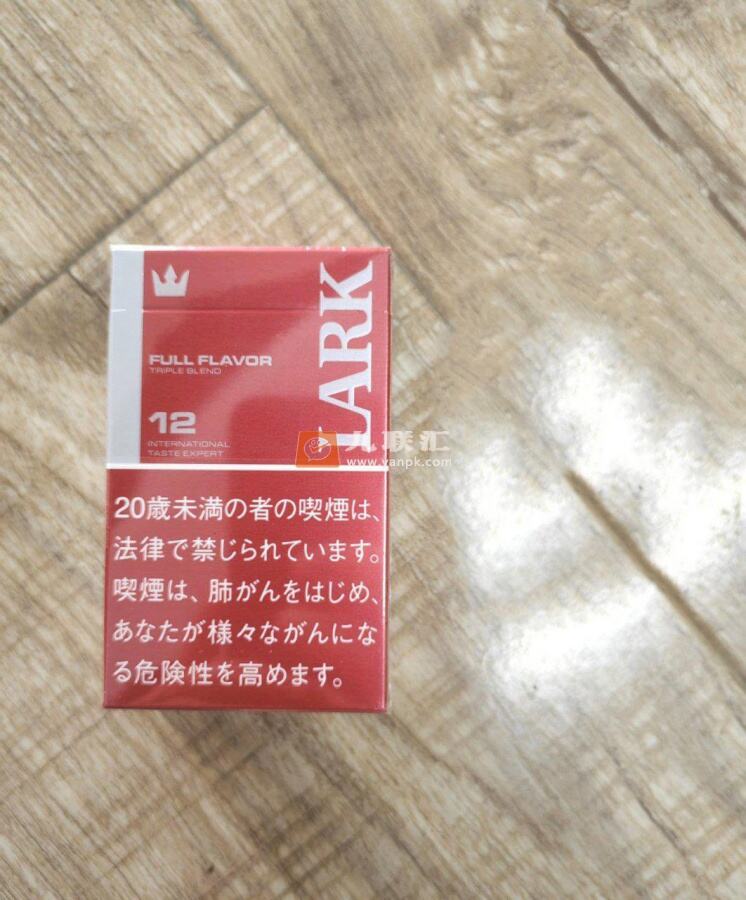 LARK
FULL FLAVOR
TRIPLE BLEND
12
INTERNATIONAL
TASTE EXPERT
九联汇
www.yanpk.com
20歳未満の者の喫煙は、
法律で禁じられています。
喫煙は、肺がんをはじめ、
あなたが様々ながんにな
る危険性を高めます。